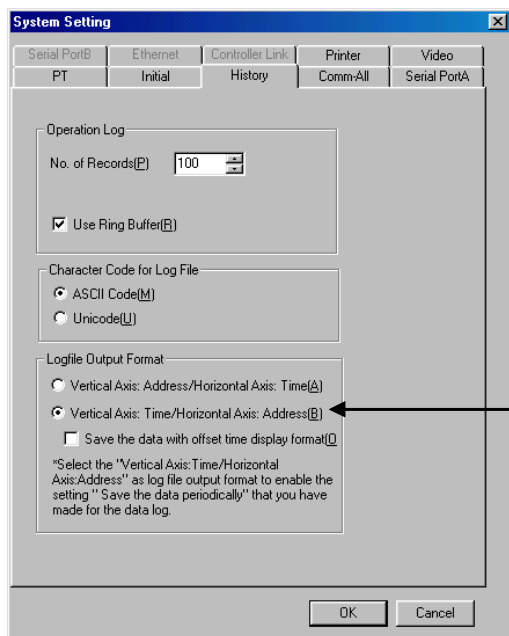 System Setting
Serial PortB Ethernet Controller Link Printer Video
PT Initial History Comm-All Serial PortA
Operation Log
No. of Records(P) 100
Use Ring Buffer(R)
Character Code for Log File
ASCII Code(M)
Unicode(U)
Logfile Output Format
Vertical Axis: Address/Horizontal Axis: Time(A)
Vertical Axis: Time/Horizontal Axis: Address(B)
Save the data with offset time display format(O
*Select the "Vertical Axis:Time/Horizontal
Axis:Address" as log file output format to enable the
setting " Save the data periodically" that you have
made for the data log.
OK Cancel